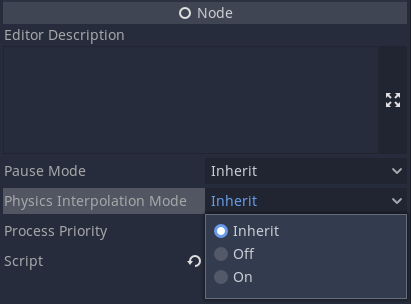 Node
Editor Description
Pause Mode Inherit
Physics Interpolation Mode Inherit
Process Priority Inherit
Off
Script On